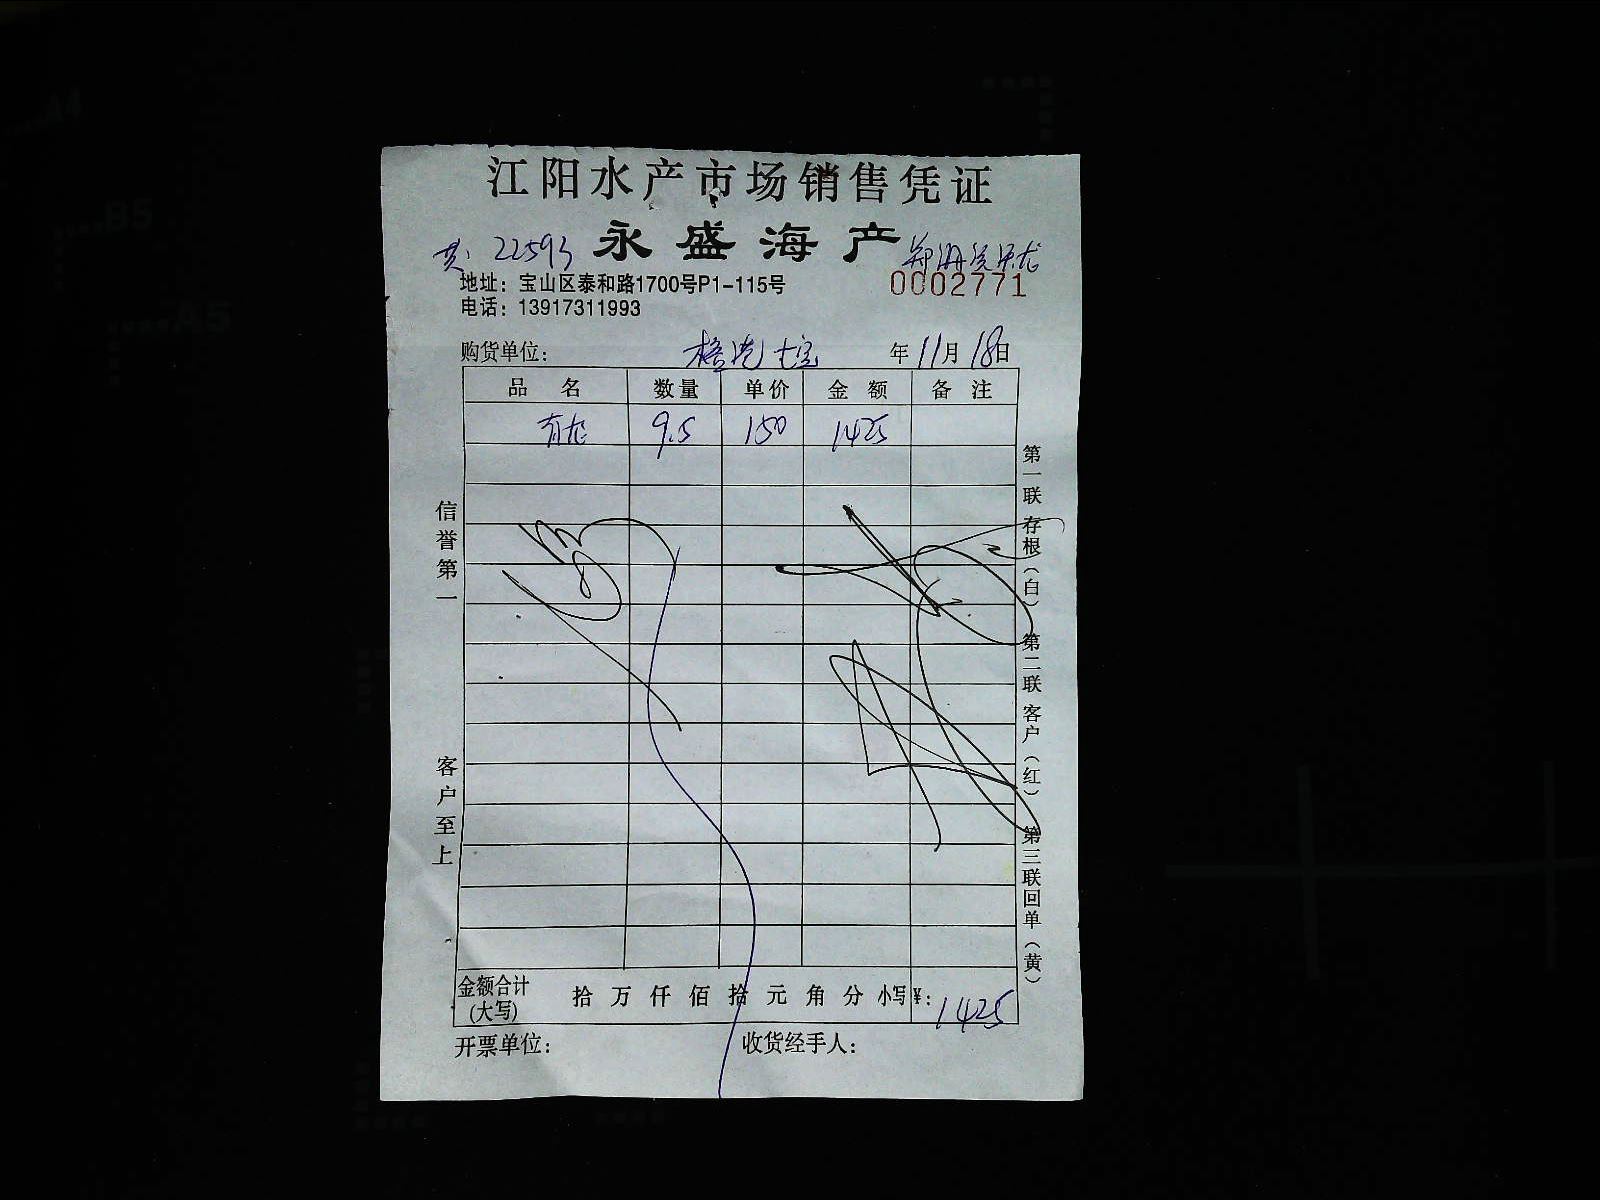 江阳水产市场销售凭证
永盛海产
22593
地址：宝山区泰和路1700号P1-115号
0002771
电话：13917311993
购货单位： 年 11月 18日
品名 数量 单价 金额 备注
9.5 150 1425
信誉第一 客户至上
第一联 存根（白） 第二联 客户（红） 第三联 回单（黄）
金额合计（大写） 拾 万 仟 佰 拾 元 角 分 小写¥：1425
开票单位： 收货经手人：